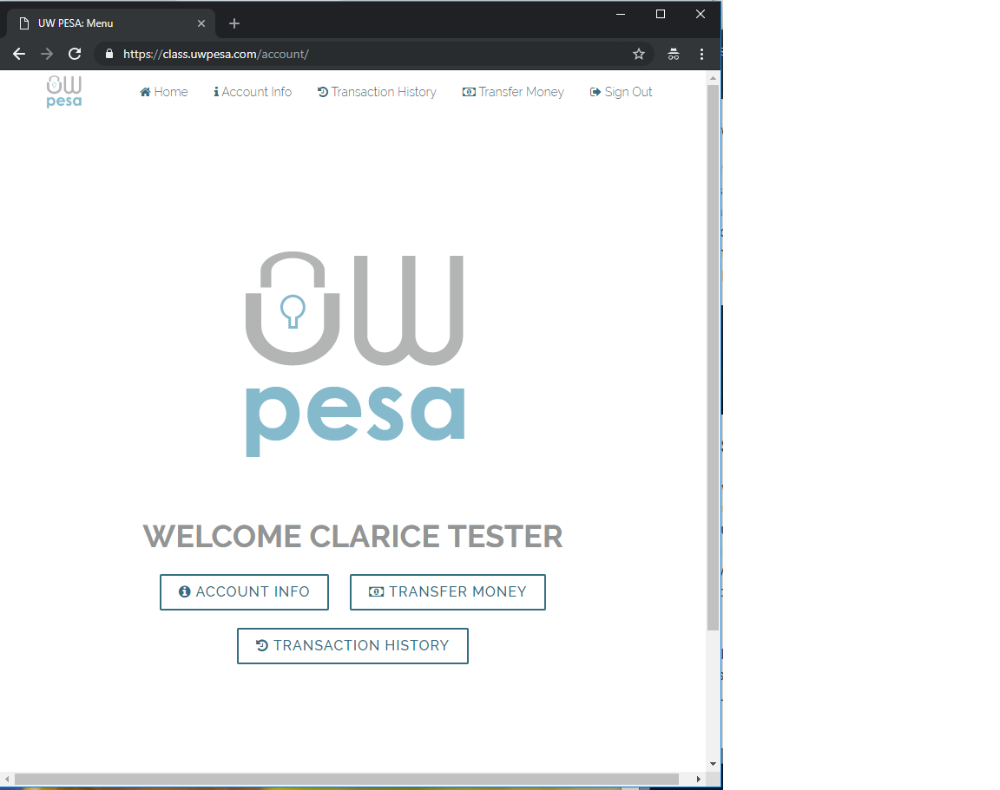 UW PESA: Menu
https://class.uwpesa.com/account/
UW pesa
Home Account Info Transaction History Transfer Money Sign Out
UW
pesa
WELCOME CLARICE TESTER
ACCOUNT INFO TRANSFER MONEY
TRANSACTION HISTORY